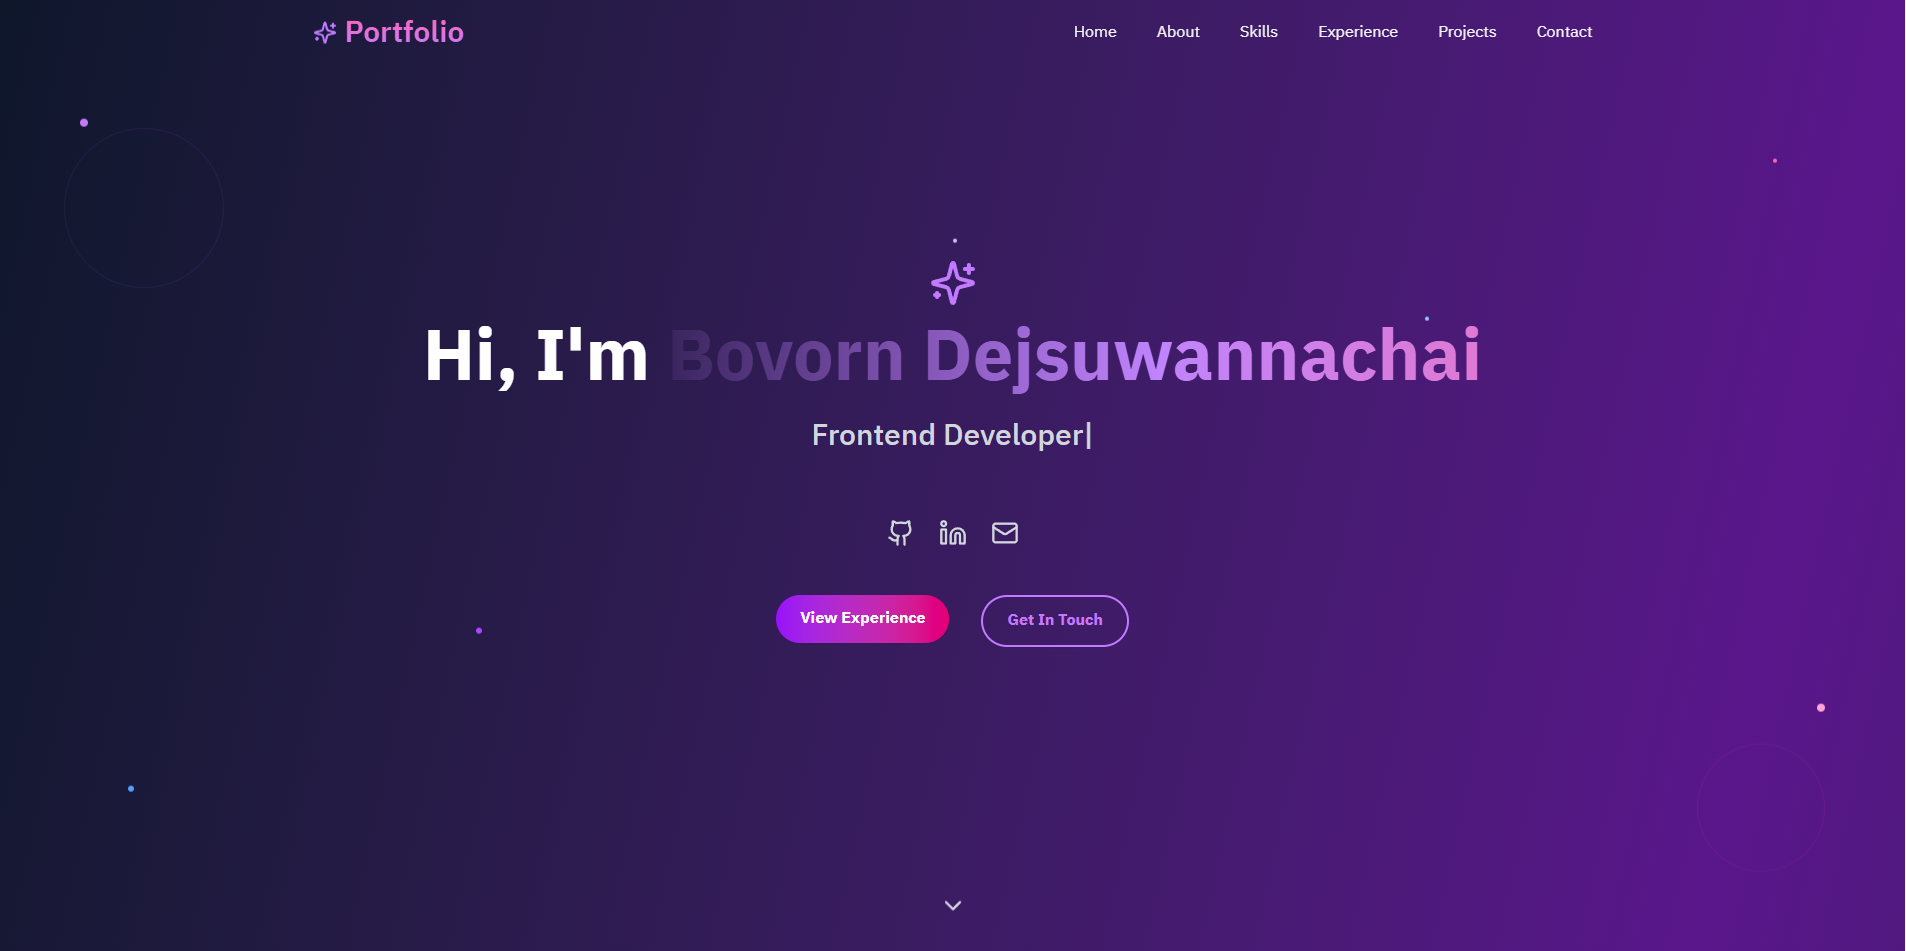 Portfolio
Home About Skills Experience Projects Contact
Hi, I'm Bovorn Dejsuwannachai
Frontend Developer|
View Experience
Get In Touch